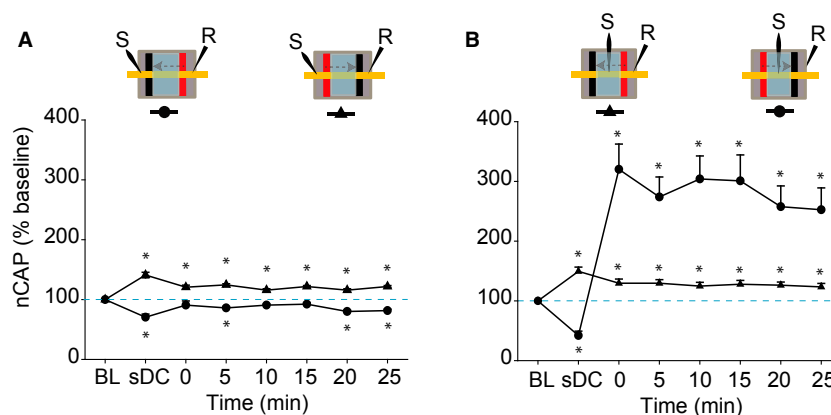 A
S
R
S
R
nCAP (% baseline)
400
300
200
100
0
* * * * * * *
* * * *
BL sDC 0 5 10 15 20 25
Time (min)
B
S
R
S
R
400
300
200
100
0
* * * * * *
* * * * * * *
*
BL sDC 0 5 10 15 20 25
Time (min)